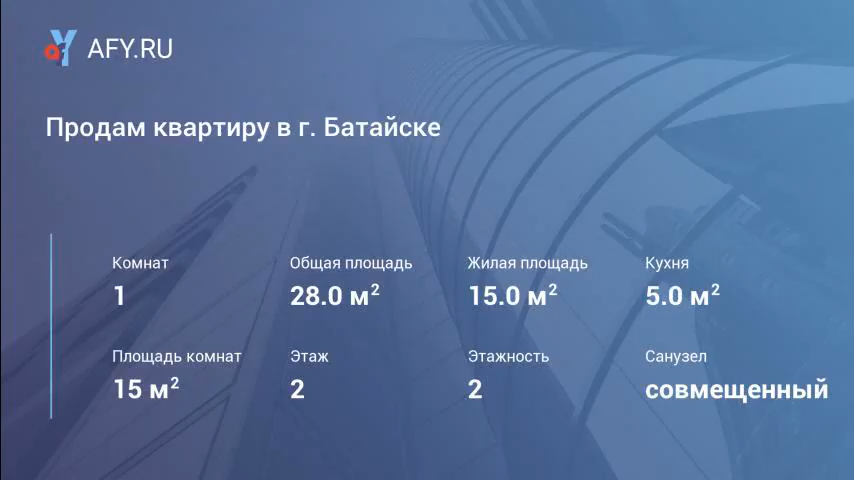 AFY.RU
Продам квартиру в г. Батайске
Комнат
1
Общая площадь
28.0 м²
Жилая площадь
15.0 м²
Кухня
5.0 м²
Площадь комнат
15 м²
Этаж
2
Этажность
2
Санузел
совмещенный